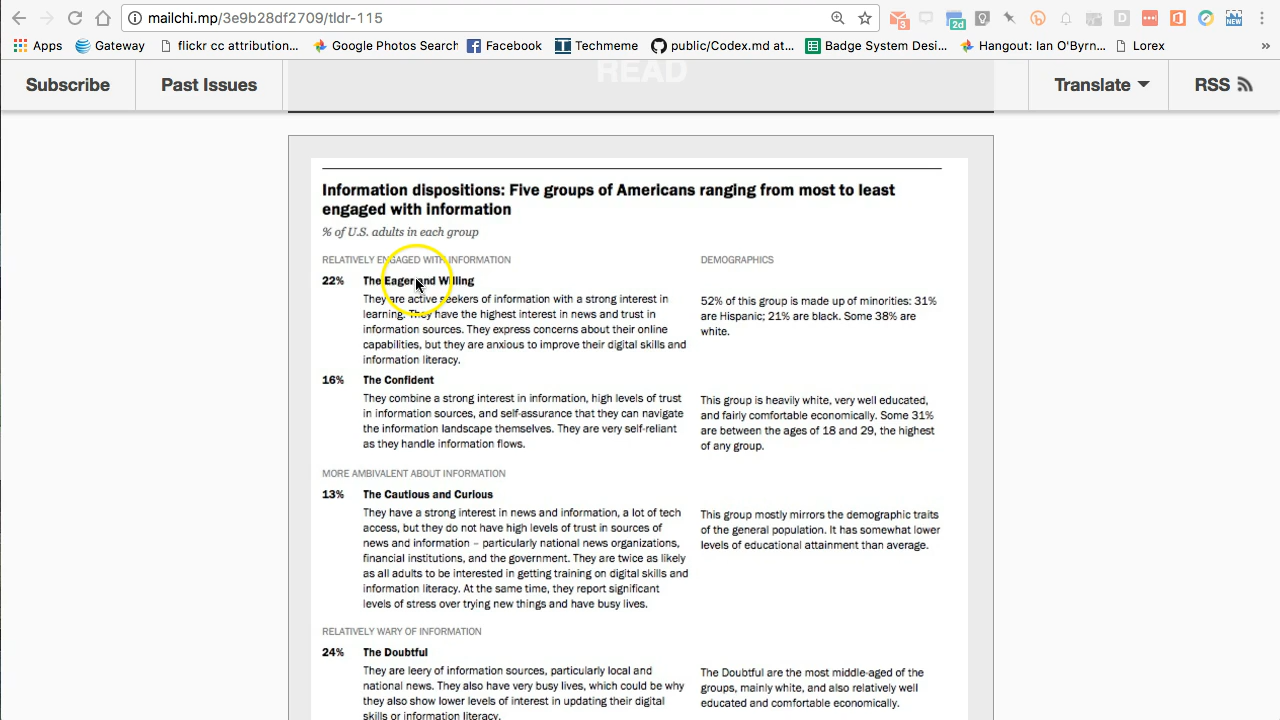 mailchi.mp/3e9b28df2709/tldr-115
3
2d
NEW
Apps Gateway flickr cc attribution... Google Photos Search Facebook Techmeme public/Codex.md at... Badge System Desi... Hangout: Ian O'Byrn... Lorex »
READ
Subscribe Past Issues Translate RSS
Information dispositions: Five groups of Americans ranging from most to least
engaged with information
% of U.S. adults in each group
RELATIVELY ENGAGED WITH INFORMATION DEMOGRAPHICS
22% The Eager and Willing
They are active seekers of information with a strong interest in
learning. They have the highest interest in news and trust in
information sources. They express concerns about their online
capabilities, but they are anxious to improve their digital skills and
information literacy.
52% of this group is made up of minorities: 31%
are Hispanic; 21% are black. Some 38% are
white.
16% The Confident
They combine a strong interest in information, high levels of trust
in information sources, and self-assurance that they can navigate
the information landscape themselves. They are very self-reliant
as they handle information flows.
This group is heavily white, very well educated,
and fairly comfortable economically. Some 31%
are between the ages of 18 and 29, the highest
of any group.
MORE AMBIVALENT ABOUT INFORMATION
13% The Cautious and Curious
They have a strong interest in news and information, a lot of tech
access, but they do not have high levels of trust in sources of
news and information – particularly national news organizations,
financial institutions, and the government. They are twice as likely
as all adults to be interested in getting training on digital skills and
information literacy. At the same time, they report significant
levels of stress over trying new things and have busy lives.
This group mostly mirrors the demographic traits
of the general population. It has somewhat lower
levels of educational attainment than average.
RELATIVELY WARY OF INFORMATION
24% The Doubtful
They are leery of information sources, particularly local and
national news. They also have very busy lives, which could be why
they also show lower levels of interest in updating their digital
skills or information literacy.
The Doubtful are the most middle-aged of the
groups, mainly white, and also relatively well
educated and comfortable economically.